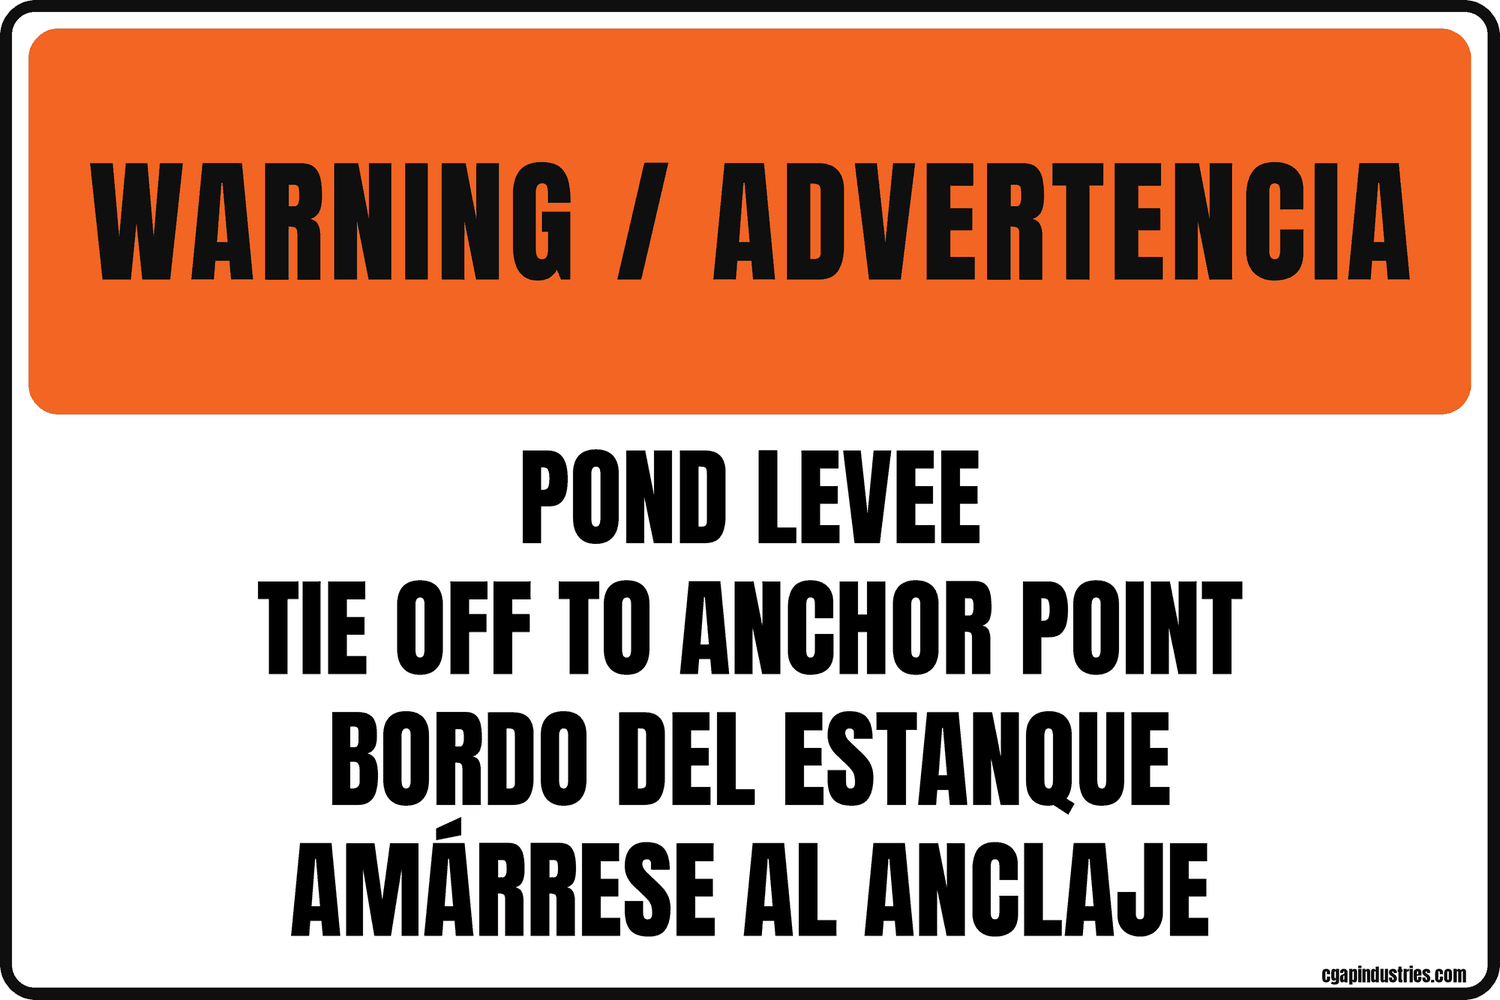 WARNING / ADVERTENCIA
POND LEVEE
TIE OFF TO ANCHOR POINT
BORDO DEL ESTANQUE
AMÁRRESE AL ANCLAJE
cgapindustries.com